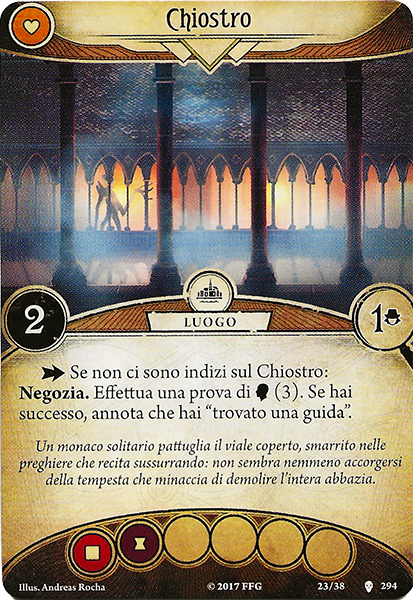 Chiostro
2
1
LUOGO
Se non ci sono indizi sul Chiostro:
Negozia. Effettua una prova di (3). Se hai
successo, annota che hai “trovato una guida”.
Un monaco solitario pattuglia il viale coperto, smarrito nelle
preghiere che recita sussurrando: non sembra nemmeno accorgersi
della tempesta che minaccia di demolire l'intera abbazia.
Illus. Andreas Rocha © 2017 FFG 23/38 294